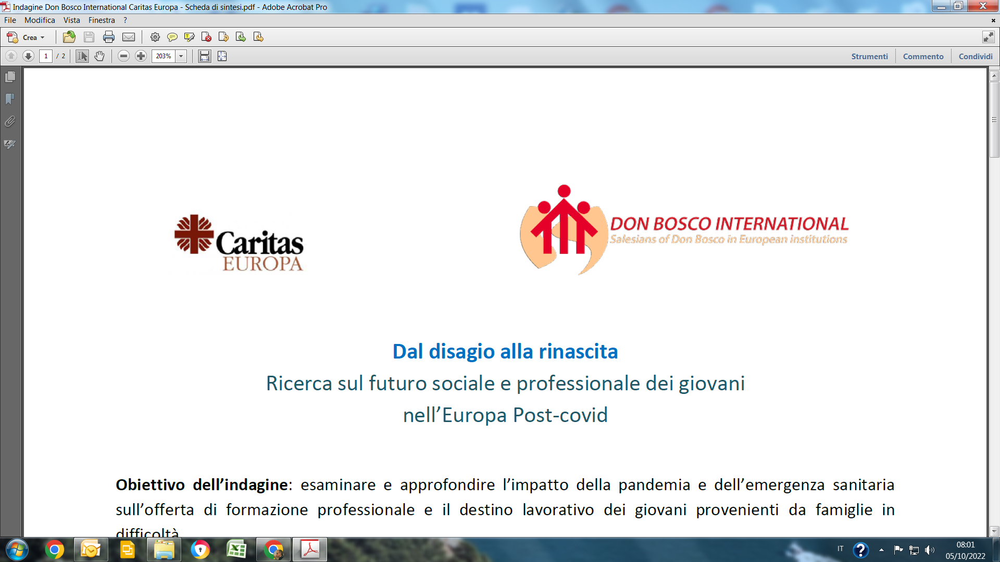 Indagine Don Bosco International Caritas Europa - Scheda di sintesi.pdf - Adobe Acrobat Pro
File Modifica Vista Finestra ?
Crea
1 / 2 203% Strumenti Commento Condividi
Caritas
EUROPA
DON BOSCO INTERNATIONAL
Salesians of Don Bosco in European institutions
Dal disagio alla rinascita
Ricerca sul futuro sociale e professionale dei giovani
nell’Europa Post-covid
Obiettivo dell’indagine: esaminare e approfondire l’impatto della pandemia e dell’emergenza sanitaria
sull’offerta di formazione professionale e il destino lavorativo dei giovani provenienti da famiglie in
difficoltà
IT
08:01
05/10/2022